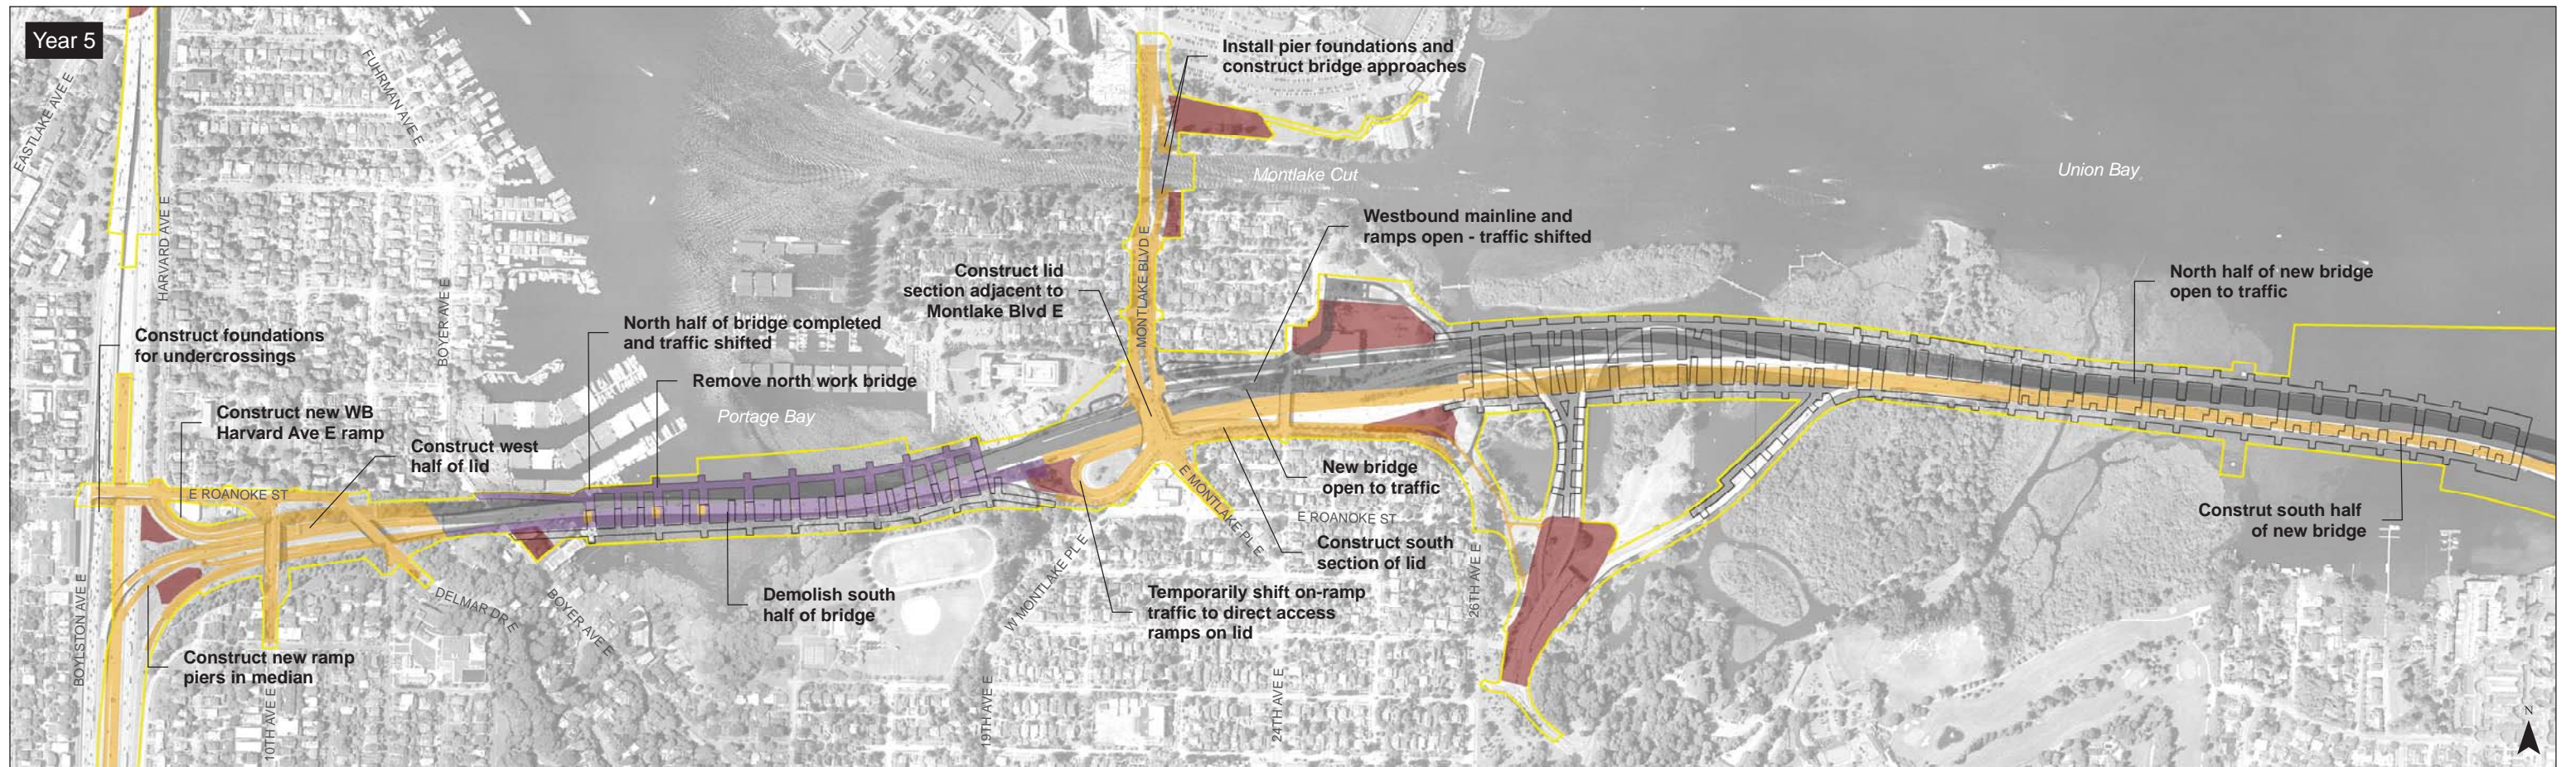 Year 5
EASTLAKE AVE E
FUHRMAN AVE E
HARVARD AVE E
BOYER AVE E
Install pier foundations and
construct bridge approaches
Montlake Cut
Union Bay
Westbound mainline and
ramps open - traffic shifted
MONTLAKE BLVD E
Construct lid
section adjacent to
Montlake Blvd E
North half of new bridge
open to traffic
Construct foundations
for undercrossings
North half of bridge completed
and traffic shifted
Remove north work bridge
Portage Bay
Construct new WB
Harvard Ave E ramp
Construct west
half of lid
E ROANOKE ST
E MONTLAKE PL E
New bridge
open to traffic
E ROANOKE ST
Construct south
section of lid
Construt south half
of new bridge
26TH AVE E
W MONTLAKE PL E
Temporarily shift on-ramp
traffic to direct access
ramps on lid
Demolish south
half of bridge
DELMAR DR E
BOYER AVE E
BOYLSTON AVE E
Construct new ramp
piers in median
10TH AVE E
19TH AVE E
24TH AVE E
N